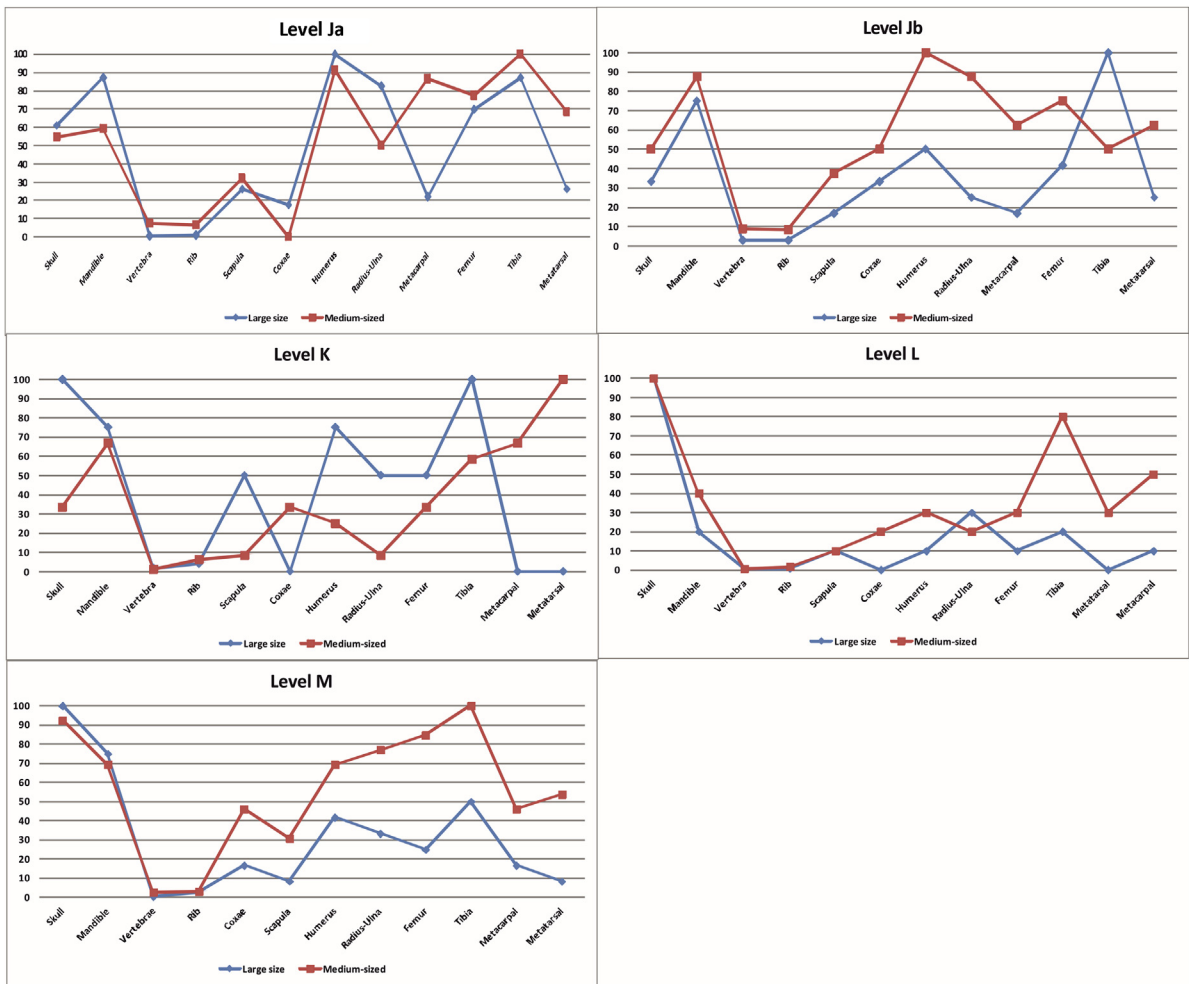 Level Ja
100
90
80
70
60
50
40
30
20
10
0
Skull
Mandible
Vertebra
Rib
Scapula
Coxae
Humerus
Radius-Ulna
Metacarpal
Femur
Tibia
Metatarsal
Large size
Medium-sized
Level Jb
100
90
80
70
60
50
40
30
20
10
0
Skull
Mandible
Vertebra
Rib
Scapula
Coxae
Humerus
Radius-Ulna
Metacarpal
Femur
Tibia
Metatarsal
Large size
Medium-sized
Level K
100
90
80
70
60
50
40
30
20
10
0
Skull
Mandible
Vertebra
Rib
Scapula
Coxae
Humerus
Radius-Ulna
Femur
Tibia
Metacarpal
Metatarsal
Large size
Medium-sized
Level L
100
90
80
70
60
50
40
30
20
10
0
Skull
Mandible
Vertebra
Rib
Scapula
Coxae
Humerus
Radius-Ulna
Femur
Tibia
Metatarsal
Metacarpal
Large size
Medium-sized
Level M
100
90
80
70
60
50
40
30
20
10
0
Skull
Mandible
Vertebrae
Rib
Coxae
Scapula
Humerus
Radius-Ulna
Femur
Tibia
Metacarpal
Metatarsal
Large size
Medium-sized